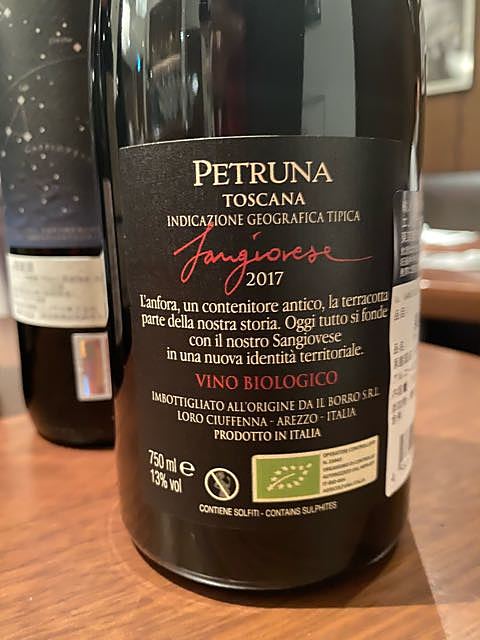 PETRUNA
TOSCANA
INDICAZIONE GEOGRAFICA TIPICA
Sangiovese
2017
L'anfora, un contenitore antico, la terracotta
parte della nostra storia. Oggi tutto si fonde
con il nostro Sangiovese
in una nuova identità territoriale.
VINO BIOLOGICO
IMBOTTIGLIATO ALL'ORIGINE DA IL BORRO S.R.L.
LORO CIUFFENNA - AREZZO - ITALIA
PRODOTTO IN ITALIA
750 ml e
13% vol
OPERATORE CONTROLLATO
CONTIENE SOLFITI - CONTAINS SULPHITES